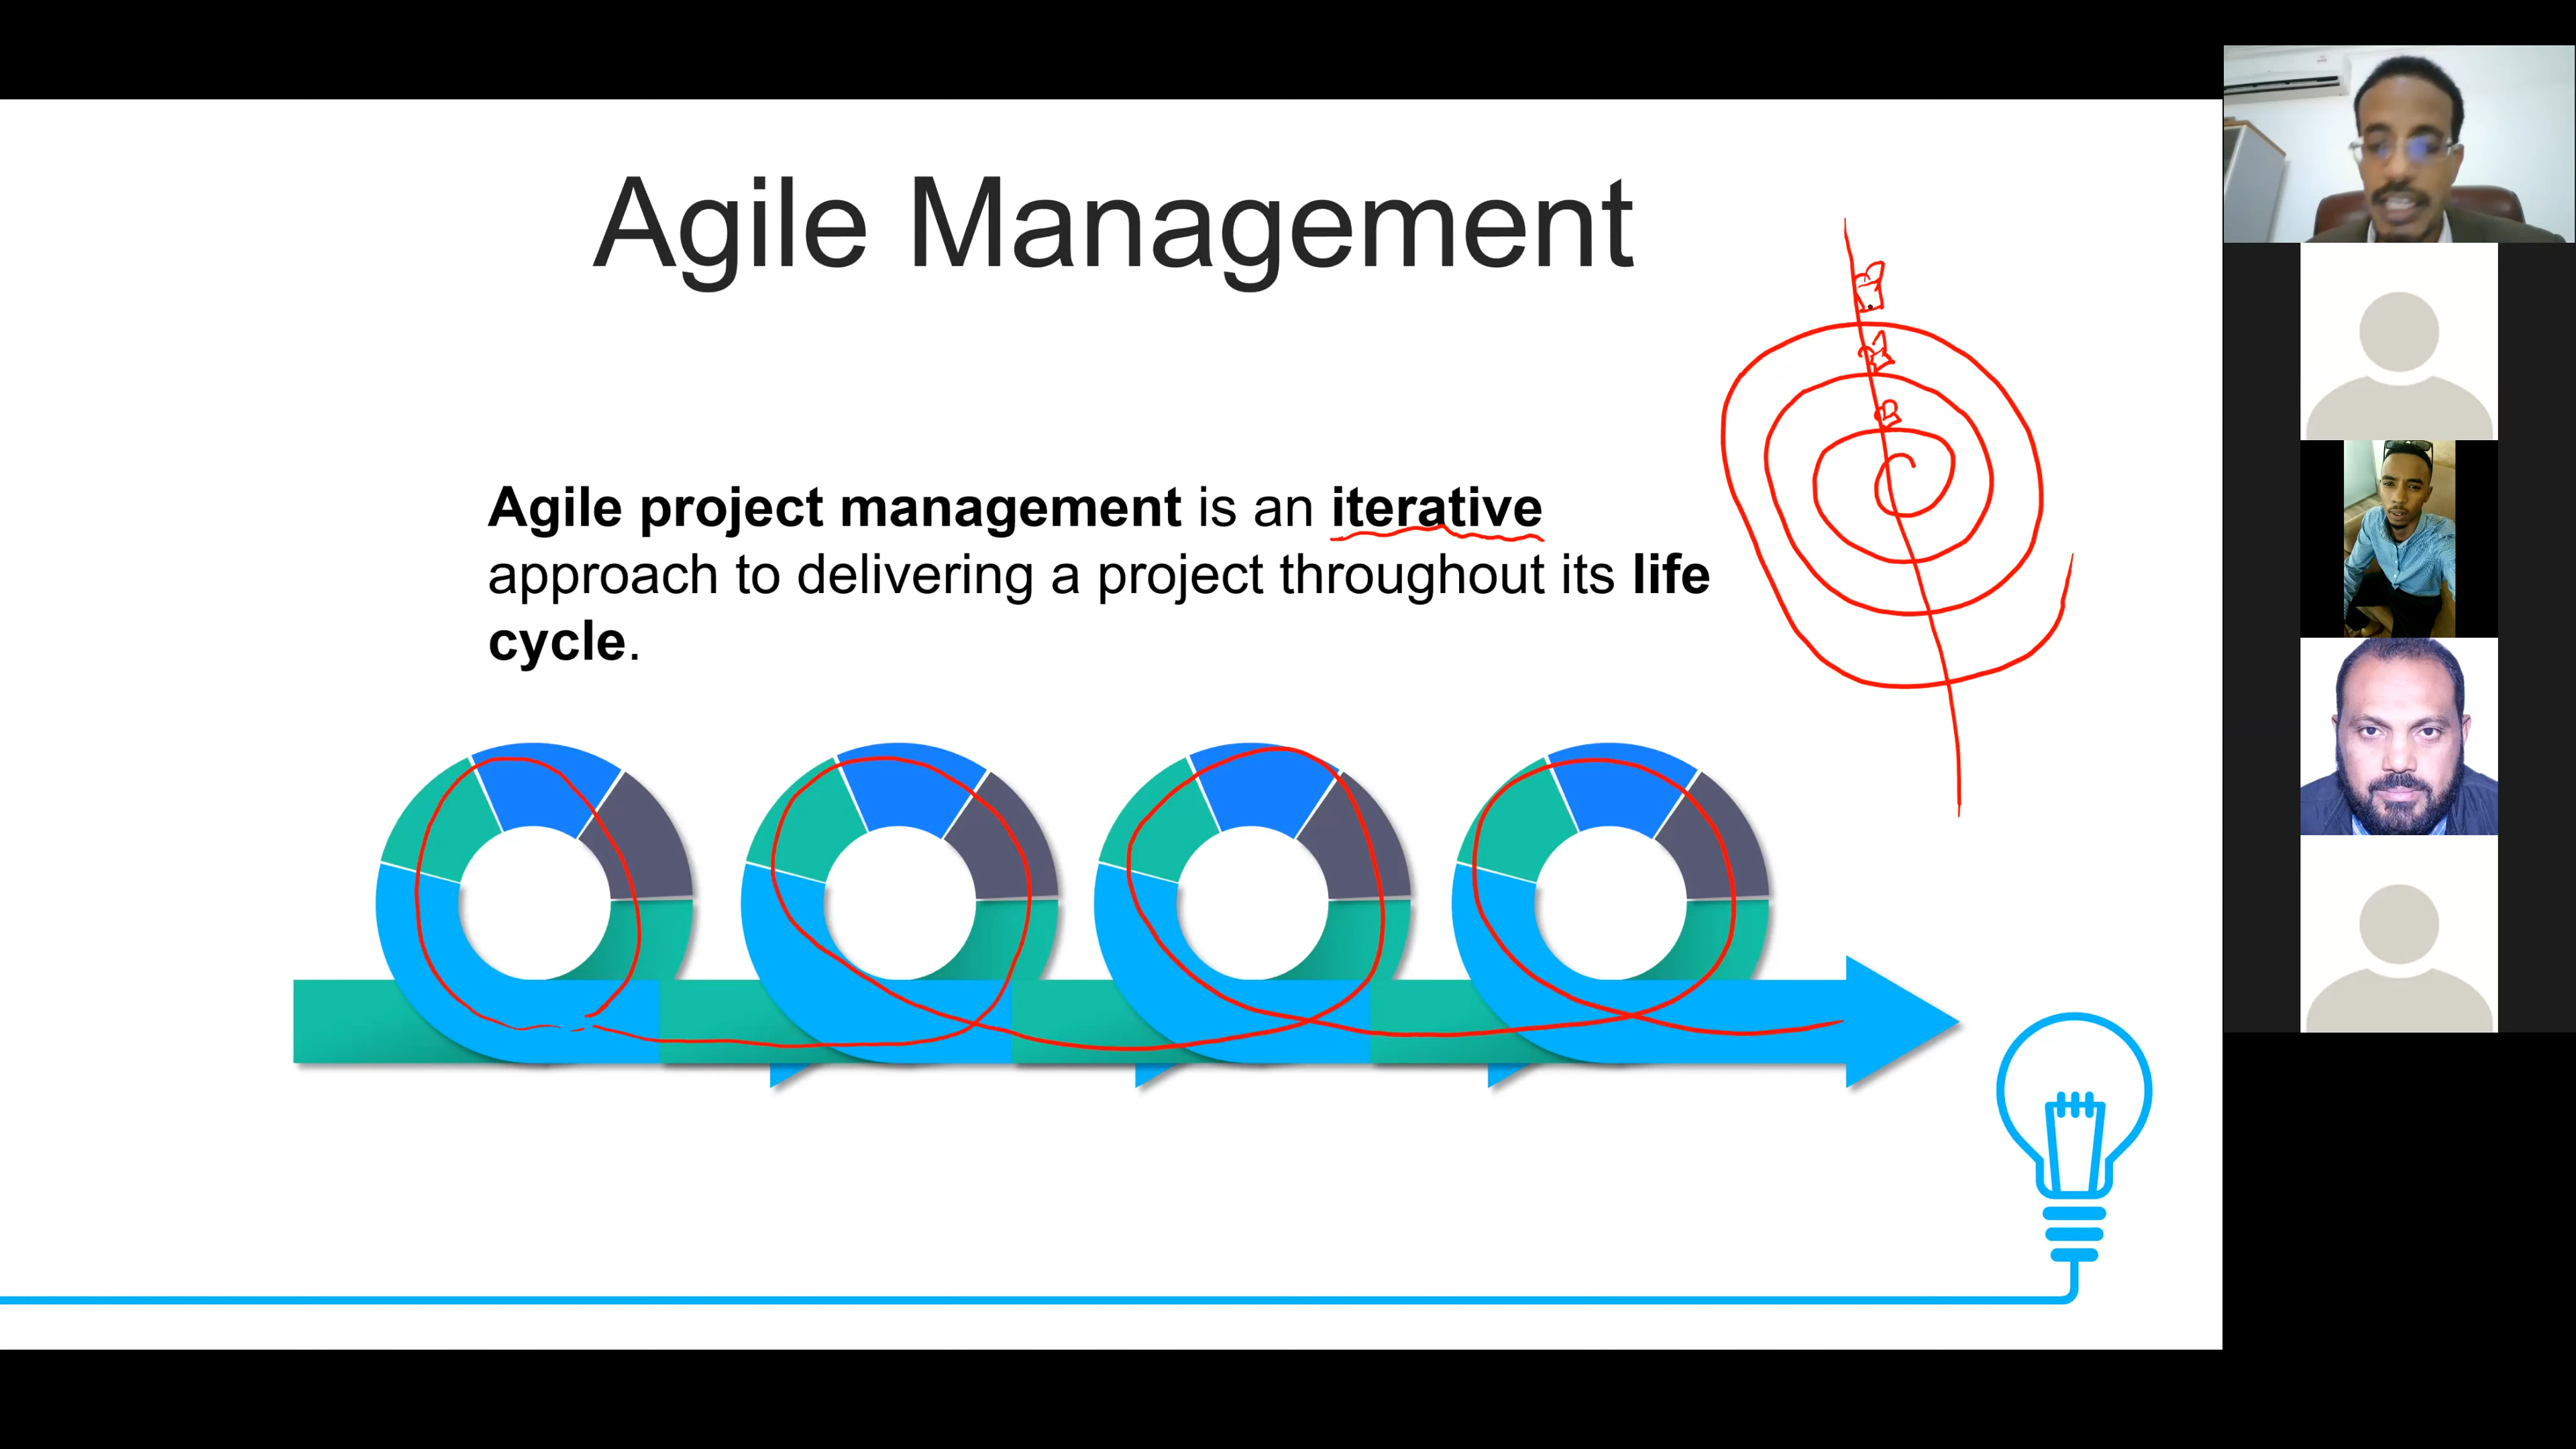 Agile Management
Agile project management is an iterative
approach to delivering a project throughout its life
cycle.